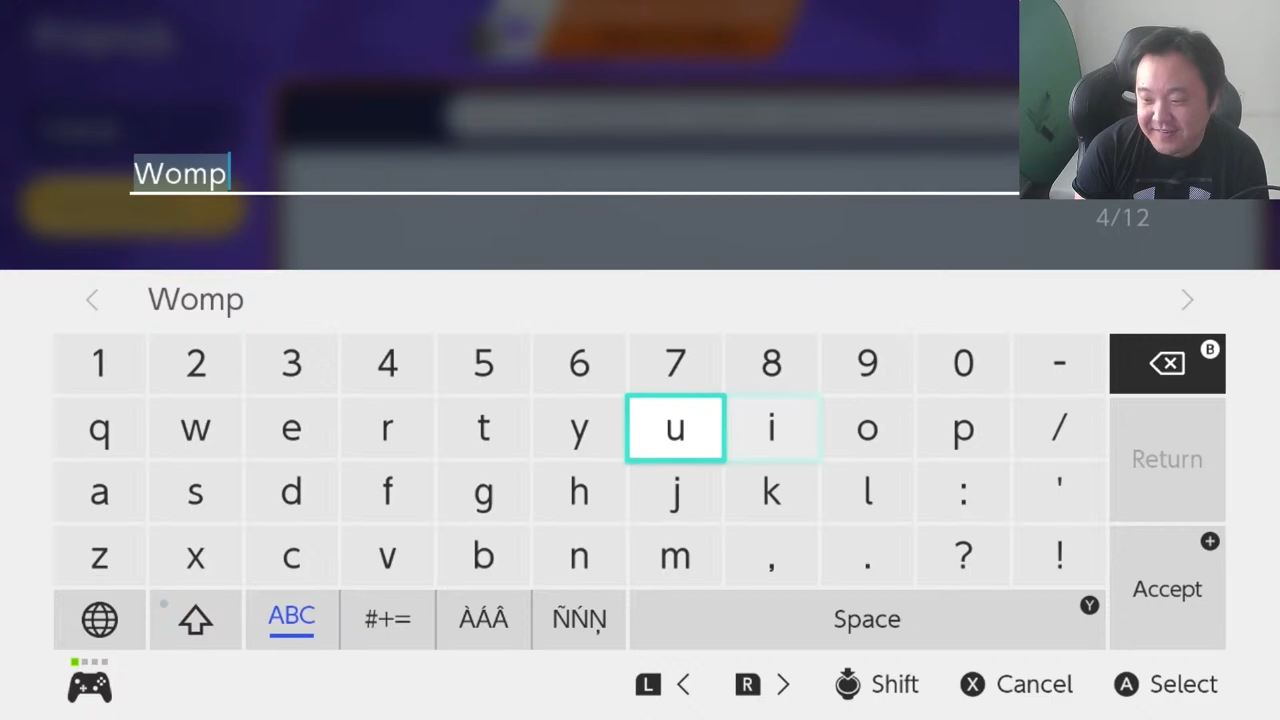 Womp
4/12
Womp
1 2 3 4 5 6 7 8 9 0 - B
q w e r t y u i o p / Return
a s d f g h j k l : '
z x c v b n m , . ? ! + Accept
ABC #+= ÀÁÂ ÑŃŅ Space Y
L < R > Shift X Cancel A Select